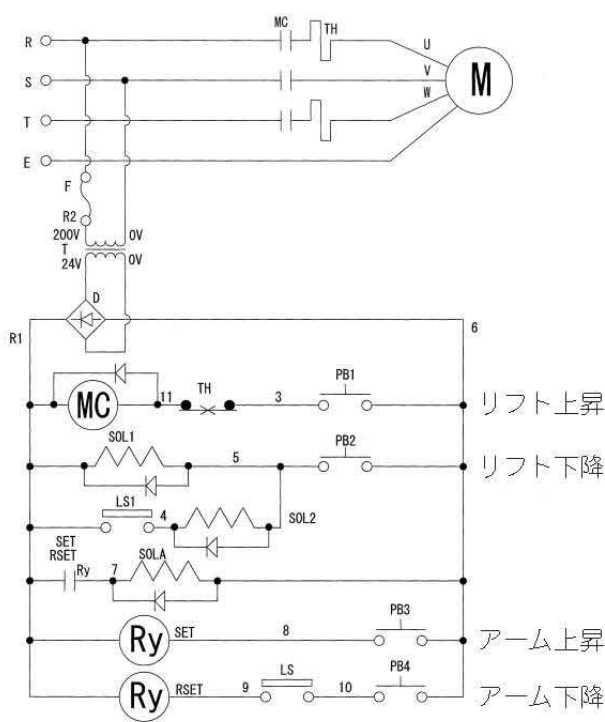 MC TH
R U
S V M
T W
E
F
R2
200V 0V
T
24V 0V
D
R1 6
MC 11 TH 3 PB1 リフト上昇
SOL1 5 PB2 リフト下降
LS1 4 SOL2
SET
RSET Ry 7 SOLA
Ry SET 8 PB3 アーム上昇
Ry RSET 9 LS 10 PB4 アーム下降